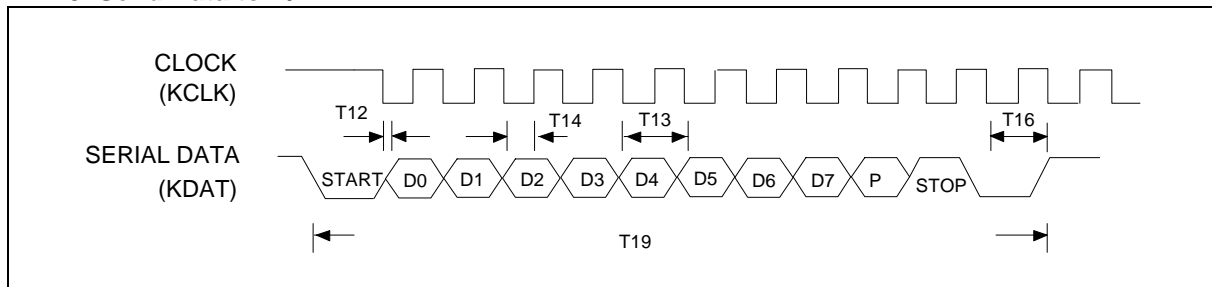 CLOCK
(KCLK)
T12
T14
T13
T16
SERIAL DATA
(KDAT)
START
D0
D1
D2
D3
D4
D5
D6
D7
P
STOP
T19